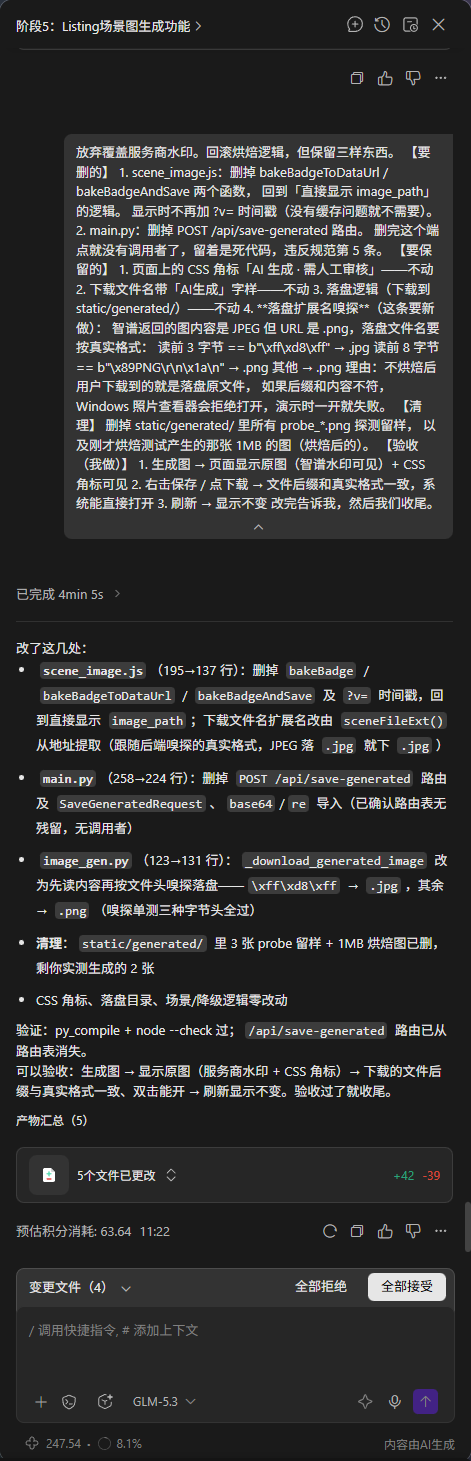 阶段5：Listing场景图生成功能 >
放弃覆盖服务商水印。回滚烘焙逻辑，但保留三样东西。 【要
删的】 1. scene_image.js：删掉 bakeBadgeToDataUrl /
bakeBadgeAndSave 两个函数， 回到「直接显示 image_path」
的逻辑。 显示时不再加 ?v= 时间戳（没有缓存问题就不需要）。
2. main.py：删掉 POST /api/save-generated 路由。 删完这个端
点就没有调用者了，留着是死代码，违反规范第 5 条。 【要保
留的】 1. 页面上的 CSS 角标「AI 生成 · 需人工审核」——不动
2. 下载文件名带「AI生成」字样——不动 3. 落盘逻辑（下载到
static/generated/）——不动 4. **落盘扩展名嗅探**（这条要新
做）： 智谱返回的图内容是 JPEG 但 URL 是 .png，落盘文件名要
按真实格式： 读前 3 字节 == b"\xff\xd8\xff" → .jpg 读前 8 字节
== b"\x89PNG\r\n\x1a\n" → .png 其他 → .png 理由：不烘焙后
用户下载到的就是落盘原文件， 如果后缀和内容不符，
Windows 照片查看器会拒绝打开，演示时一开就失败。 【清
理】 删掉 static/generated/ 里所有 probe_*.png 探测留样， 以
及刚才烘焙测试产生的那张 1MB 的图（烘焙后的）。 【验收
（我做）】 1. 生成图 → 页面显示原图（智谱水印可见）+ CSS
角标可见 2. 右击保存 / 点下载 → 文件后缀和真实格式一致，系
统能直接打开 3. 刷新 → 显示不变 改完告诉我，然后我们收尾。
已完成 4min 5s >
改了这几处：
• scene_image.js （195→137 行）：删掉 bakeBadge /
bakeBadgeToDataUrl / bakeBadgeAndSave 及 ?v= 时间戳，回
到直接显示 image_path ；下载文件名扩展名改由 sceneFileExt()
从地址提取（跟随后端嗅探的真实格式，JPEG 落 .jpg 就下 .jpg ）
• main.py （258→224 行）：删掉 POST /api/save-generated 路由
及 SaveGeneratedRequest 、 base64 / re 导入（已确认路由表无
残留，无调用者）
• image_gen.py （123→131 行）： _download_generated_image 改
为先读内容再按文件头嗅探落盘—— \xff\xd8\xff → .jpg ，其余
→ .png （嗅探单测三种字节头全过）
• 清理： static/generated/ 里 3 张 probe 留样 + 1MB 烘焙图已删，
剩你实测生成的 2 张
• CSS 角标、落盘目录、场景/降级逻辑零改动
验证：py_compile + node --check 过； /api/save-generated 路由已从
路由表消失。
可以验收：生成图 → 显示原图（服务商水印 + CSS 角标）→ 下载的文件后
缀与真实格式一致、双击能开 → 刷新显示不变。验收过了就收尾。
产物汇总（5）
5个文件已更改 +42 -39
预估积分消耗: 63.64 11:22
变更文件（4） 全部拒绝 全部接受
/ 调用快捷指令, # 添加上下文
GLM-5.3
247.54 · 8.1% 内容由AI生成